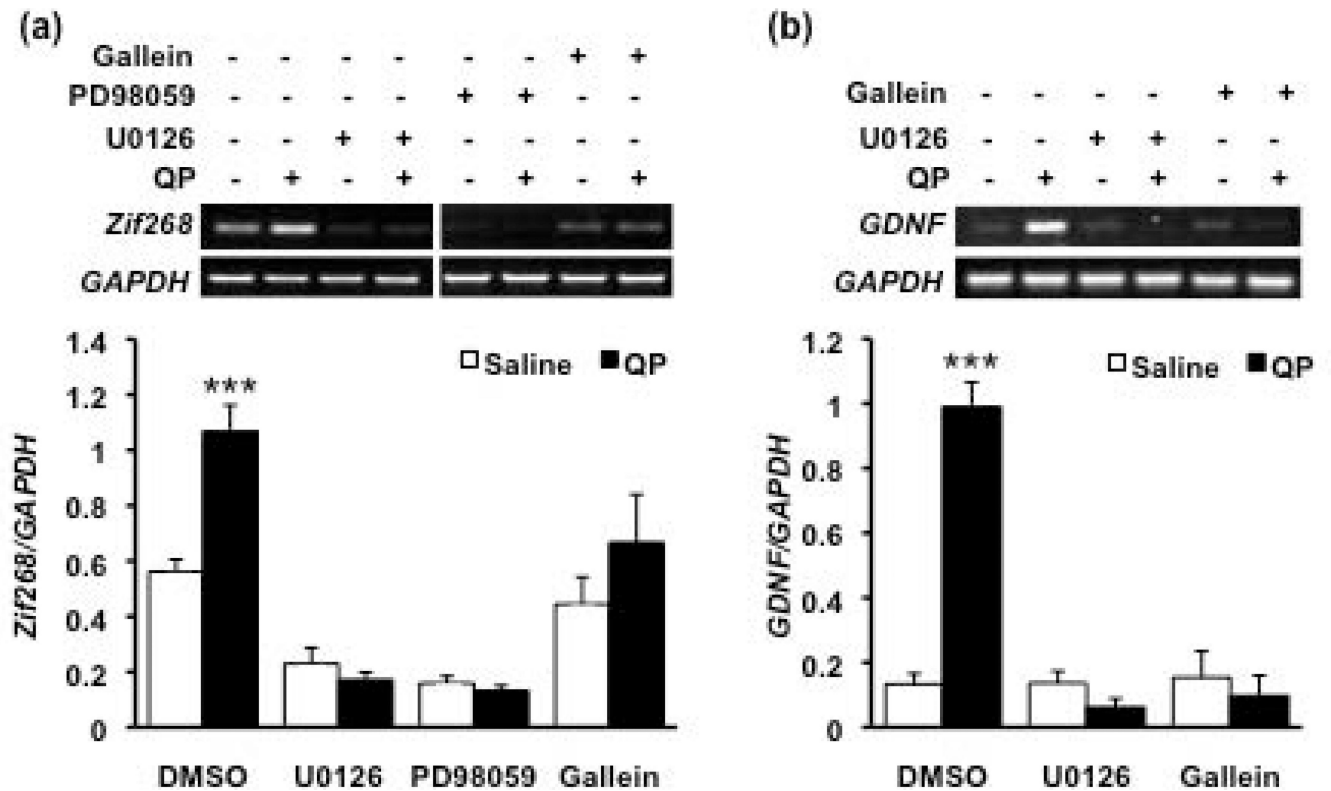 (a)
Gallein - - - - - - + +
PD98059 - - - - + + - -
U0126 - - + + - - - -
QP - + - + - + - +
Zif268
GAPDH
1.4
1.2
1
0.8
0.6
0.4
0.2
0
Zif268/GAPDH
Saline QP
***
DMSO U0126 PD98059 Gallein
(b)
Gallein - - - - + +
U0126 - - + + - -
QP - + - + - +
GDNF
GAPDH
1.2
1
0.8
0.6
0.4
0.2
0
GDNF/GAPDH
Saline QP
***
DMSO U0126 Gallein